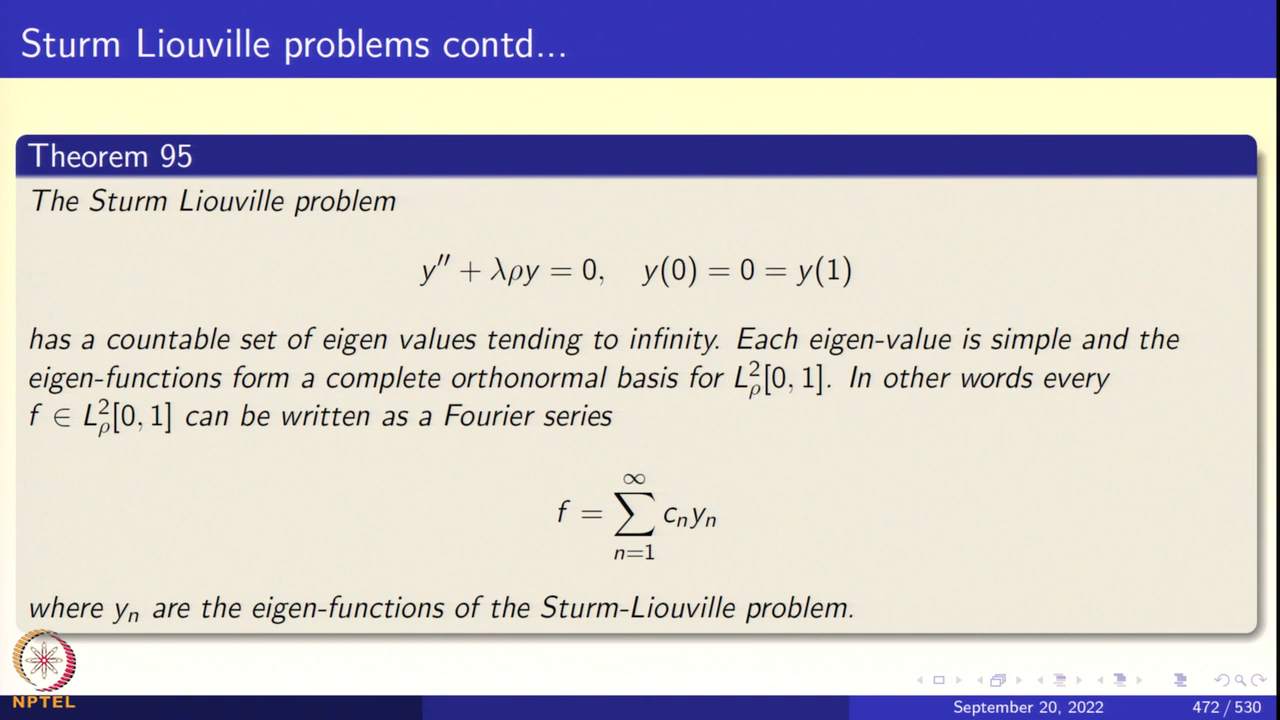 Sturm Liouville problems contd...
Theorem 95
The Sturm Liouville problem
y″ + λρy = 0, y(0) = 0 = y(1)
has a countable set of eigen values tending to infinity. Each eigen-value is simple and the
eigen-functions form a complete orthonormal basis for L²ρ[0, 1]. In other words every
f ∈ L²ρ[0, 1] can be written as a Fourier series
f = ∑_{n=1}^{∞} cₙyₙ
where yₙ are the eigen-functions of the Sturm-Liouville problem.
NPTEL
September 20, 2022 472 / 530